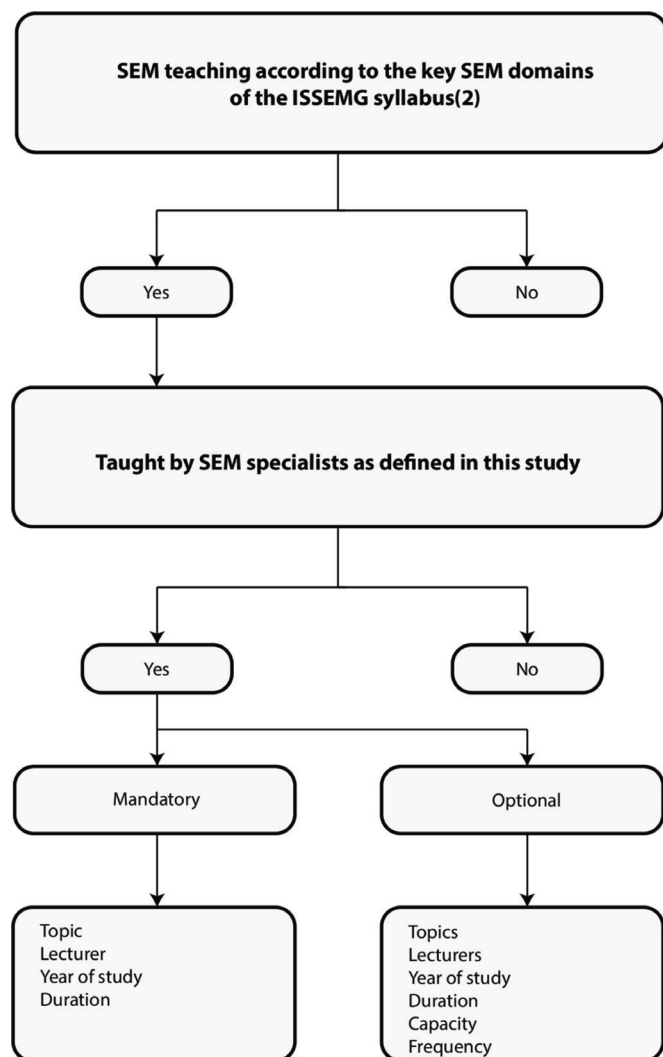 SEM teaching according to the key SEM domains
of the ISSEMG syllabus(2)
Yes
No
Taught by SEM specialists as defined in this study
Yes
No
Mandatory
Optional
Topic
Lecturer
Year of study
Duration
Topics
Lecturers
Year of study
Duration
Capacity
Frequency